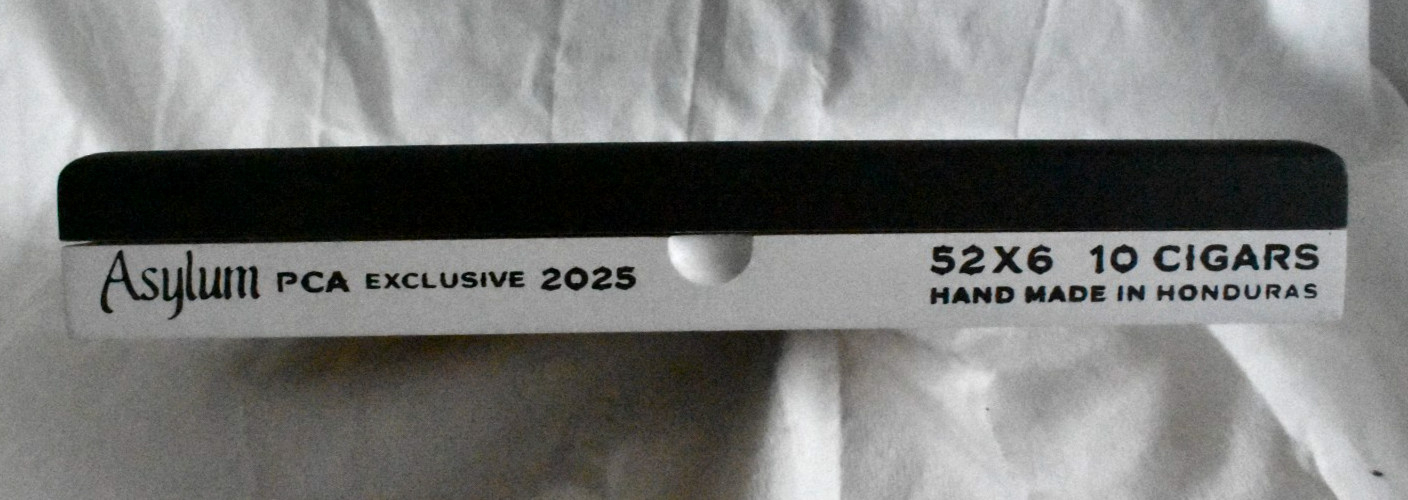 Asylum PCA EXCLUSIVE 2025
52X6 10 CIGARS
HAND MADE IN HONDURAS